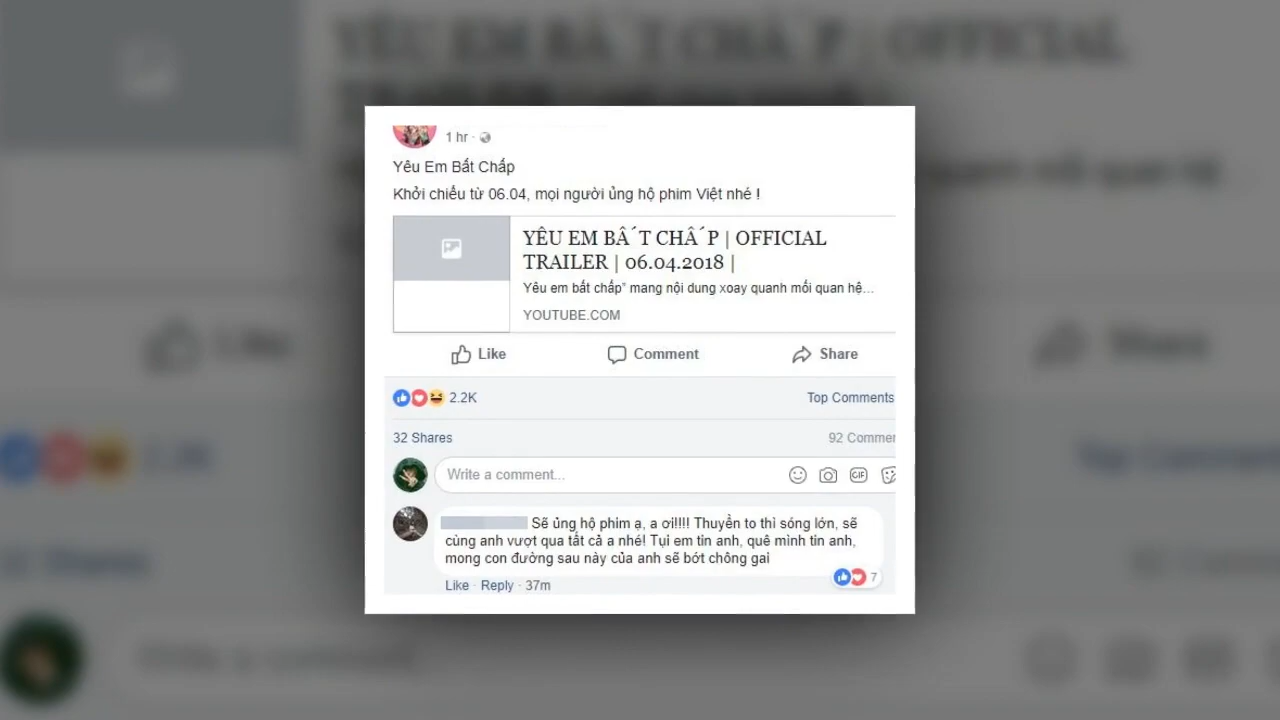 1 hr ·
Yêu Em Bất Chấp
Khởi chiếu từ 06.04, mọi người ủng hộ phim Việt nhé !
YÊU EM BÂ´T CHÂ´P | OFFICIAL
TRAILER | 06.04.2018 |
Yêu em bất chấp" mang nội dung xoay quanh mối quan hệ...
YOUTUBE.COM
Like Comment Share
2.2K Top Comments
32 Shares 92 Commen
Write a comment... GIF
Sẽ ủng hộ phim ạ, a ơi!!!! Thuyền to thì sóng lớn, sẽ
cùng anh vượt qua tất cả a nhé! Tụi em tin anh, quê mình tin anh,
mong con đường sau này của anh sẽ bớt chông gai
7
Like · Reply · 37m